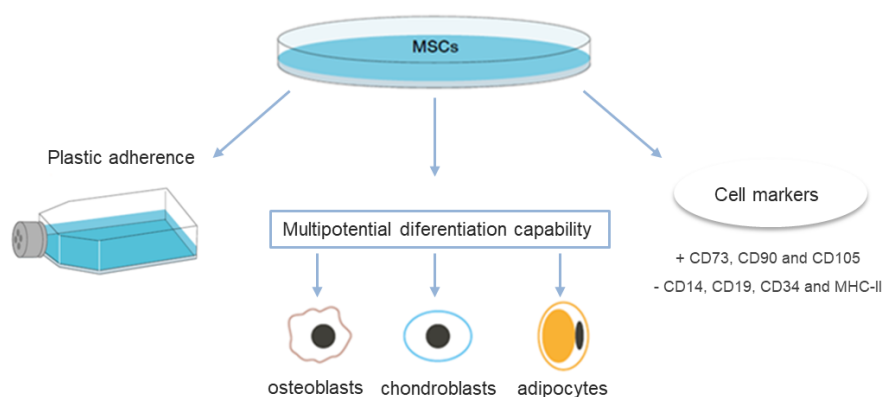 MSCs
Plastic adherence
Multipotential diferentiation capability
osteoblasts
chondroblasts
adipocytes
Cell markers
+ CD73, CD90 and CD105
- CD14, CD19, CD34 and MHC-II